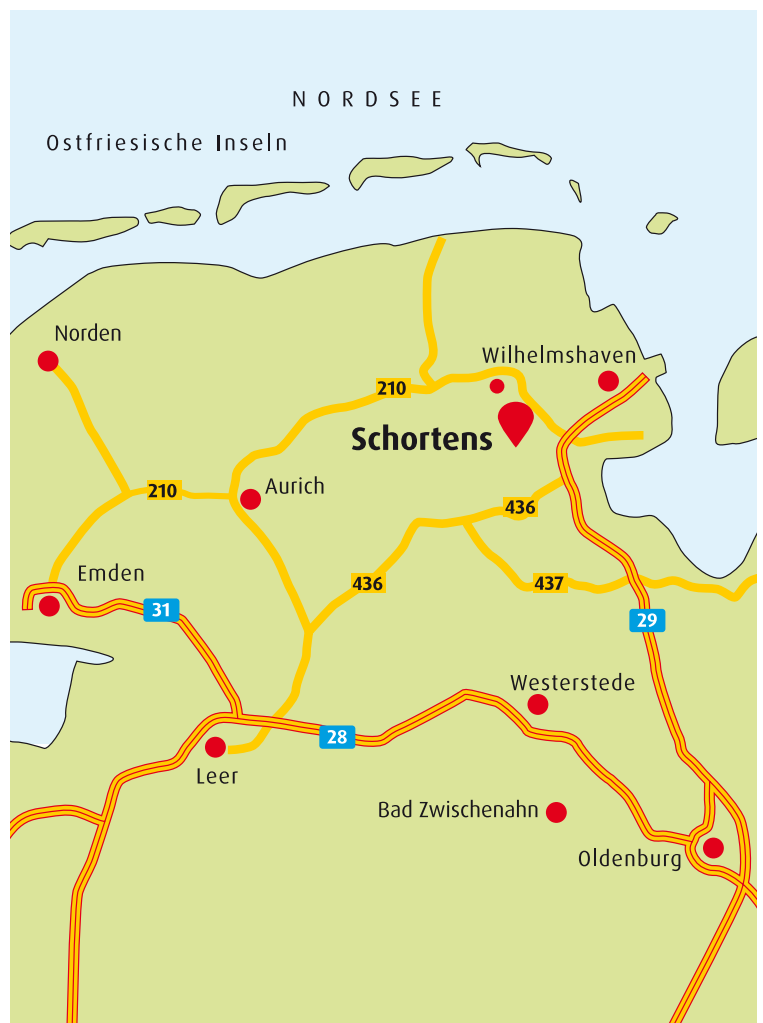 NORDSEE
Ostfriesische Inseln
Norden
Wilhelmshaven
210
Schortens
Aurich
210
436
Emden
436
437
31
29
Westerstede
28
Leer
Bad Zwischenahn
Oldenburg